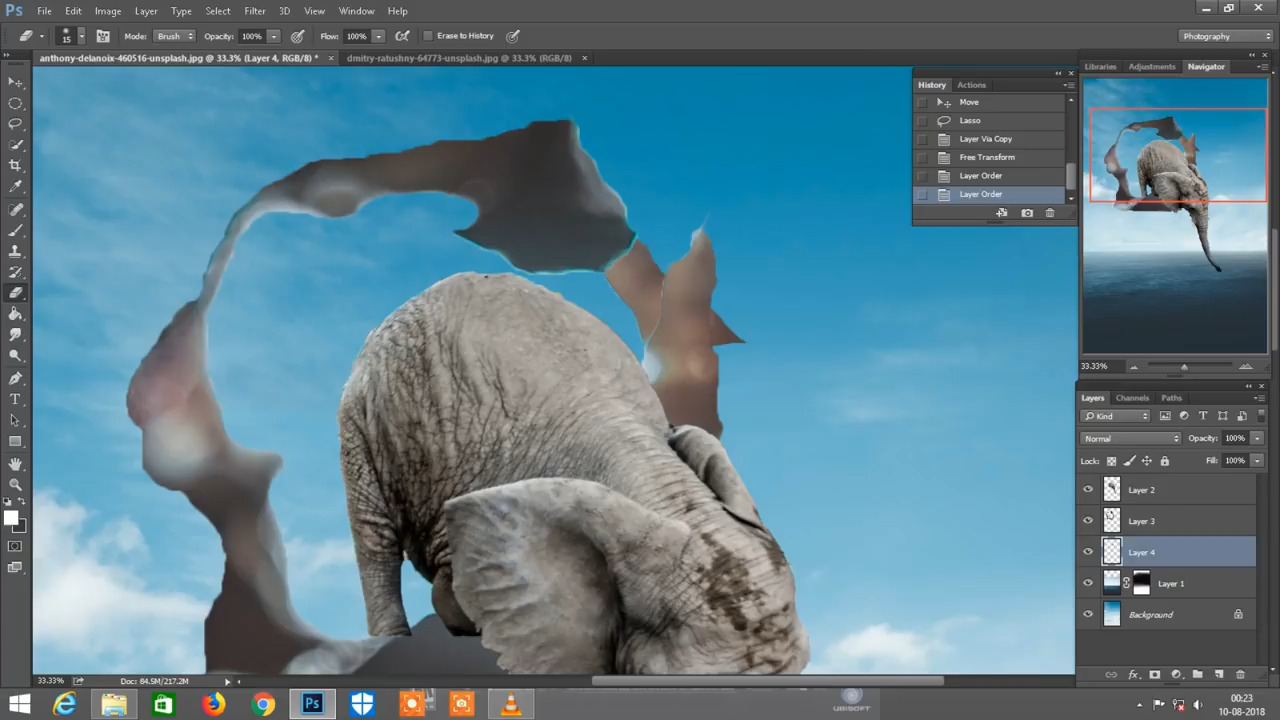 Ps File Edit Image Layer Type Select Filter 3D View Window Help
15 Mode: Brush Opacity: 100% Flow: 100% Erase to History Photography
anthony-delanoix-460516-unsplash.jpg @ 33.3% (Layer 4, RGB/8) * × dmitry-ratushny-64773-unsplash.jpg @ 33.3% (RGB/8) ×
Libraries Adjustments Navigator
History Actions
Move
Lasso
Layer Via Copy
Free Transform
Layer Order
Layer Order
33.33%
Layers Channels Paths
Kind
Normal Opacity: 100%
Lock: Fill: 100%
Layer 2
Layer 3
Layer 4
Layer 1
Background
33.33% Doc: 84.5M/217.2M
Ps UBISOFT 00:23
10-08-2018